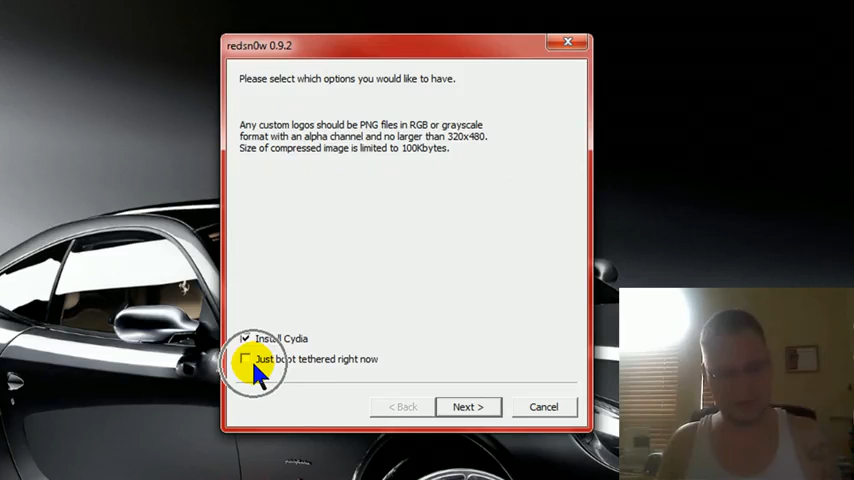 redsn0w 0.9.2
Please select which options you would like to have.
Any custom logos should be PNG files in RGB or grayscale
format with an alpha channel and no larger than 320x480.
Size of compressed image is limited to 100Kbytes.
Install Cydia
Just boot tethered right now
< Back
Next >
Cancel